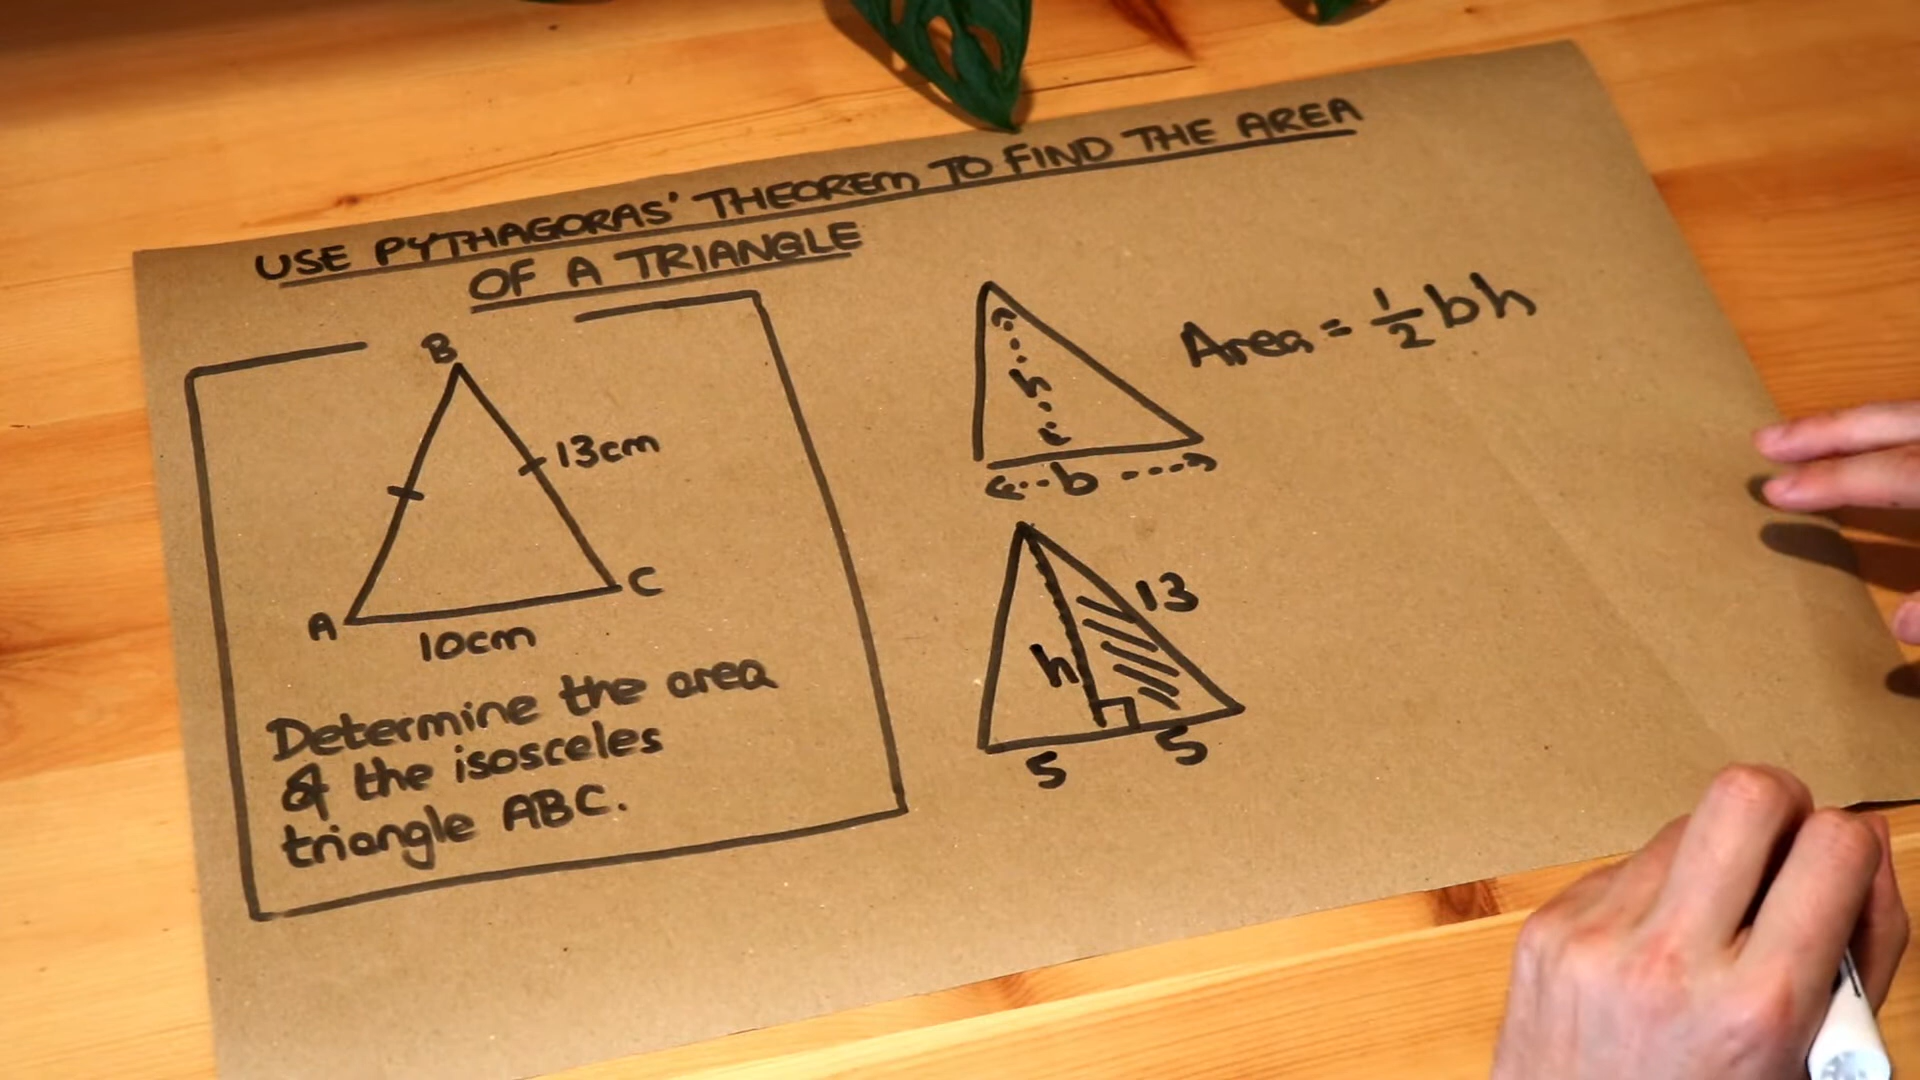 USE PYTHAGORAS' THEOREM TO FIND THE AREA
OF A TRIANGLE
B
13cm
A
C
10cm
Determine the area
of the isosceles
triangle ABC.
h
b
Area = 1/2 bh
13
h
5
5